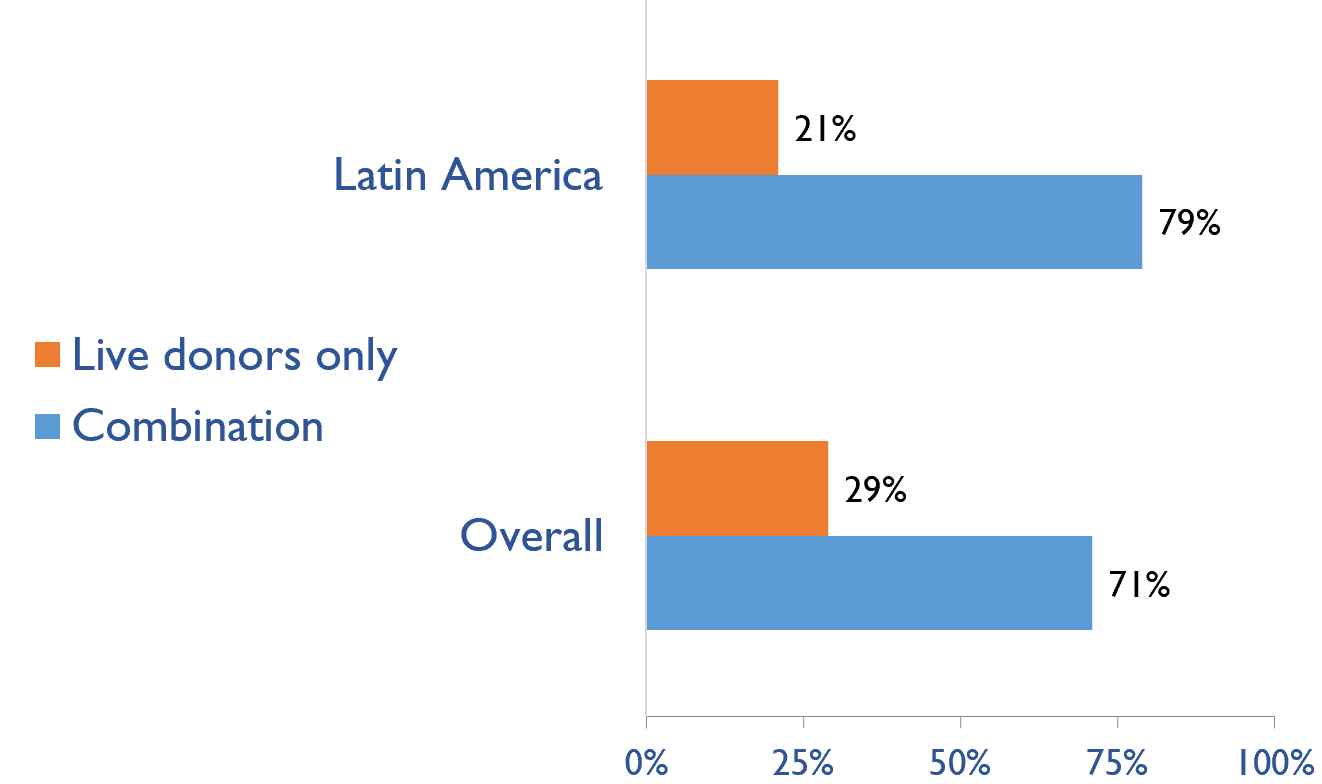 21%
Latin America
79%
Live donors only
Combination
29%
Overall
71%
0% 25% 50% 75% 100%